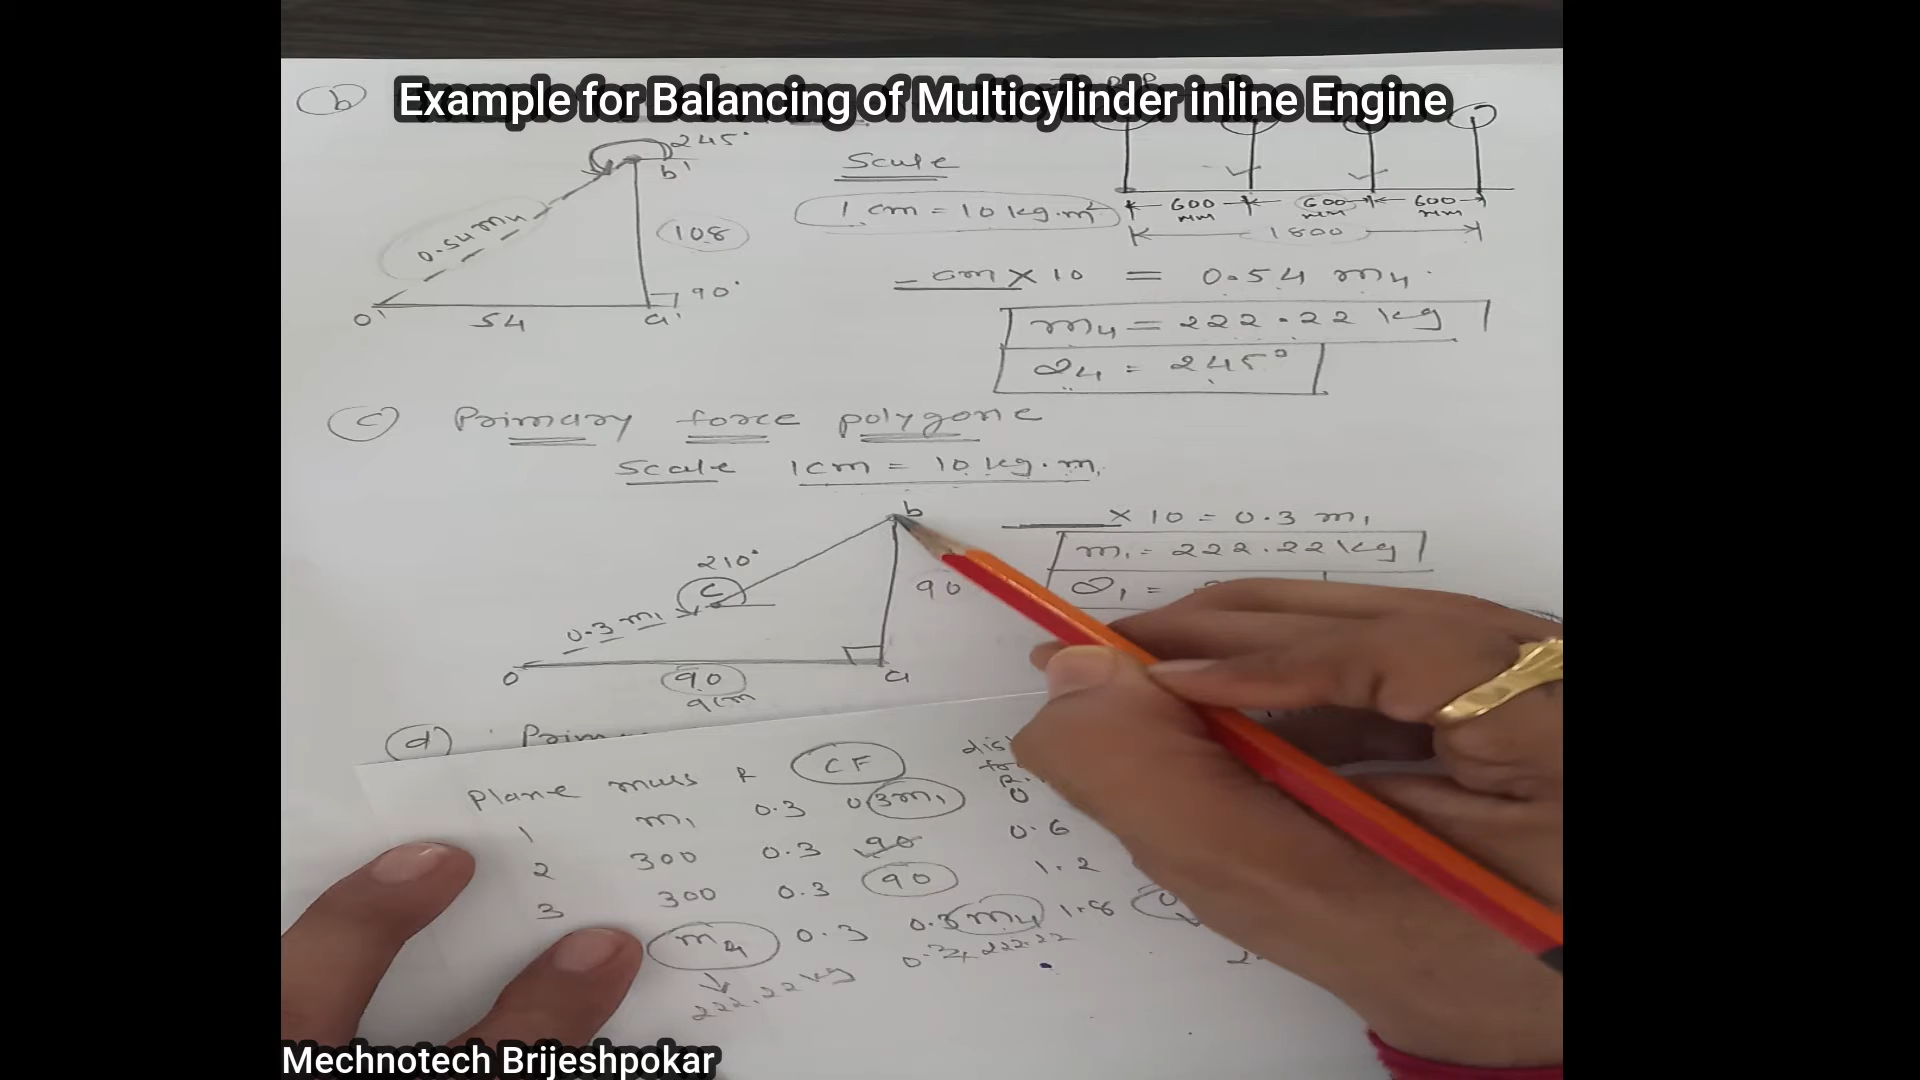 Example for Balancing of Multicylinder inline Engine
b
245°
b'
0.54 m4
108
90°
O'
54
a'
Scale
1 cm = 10 kg.m²
600 mm
600 mm
600 mm
1800
cm × 10 = 0.54 m4
m4 = 222.22 kg
θ4 = 245°
c Primary force polygone
Scale 1cm = 10 kg.m
b
210°
c
0.3 m1
90
O
90
9cm
a
× 10 = 0.3 m1
m1 = 222.22 kg
θ1 =
d
Plane mass R CF
1 m1 0.3 0.3m1 0
2 300 0.3 90 0.6
3 300 0.3 90 1.2
m4 0.3 0.3m4 1.8
222.22 kg
Mechnotech Brijeshpokar